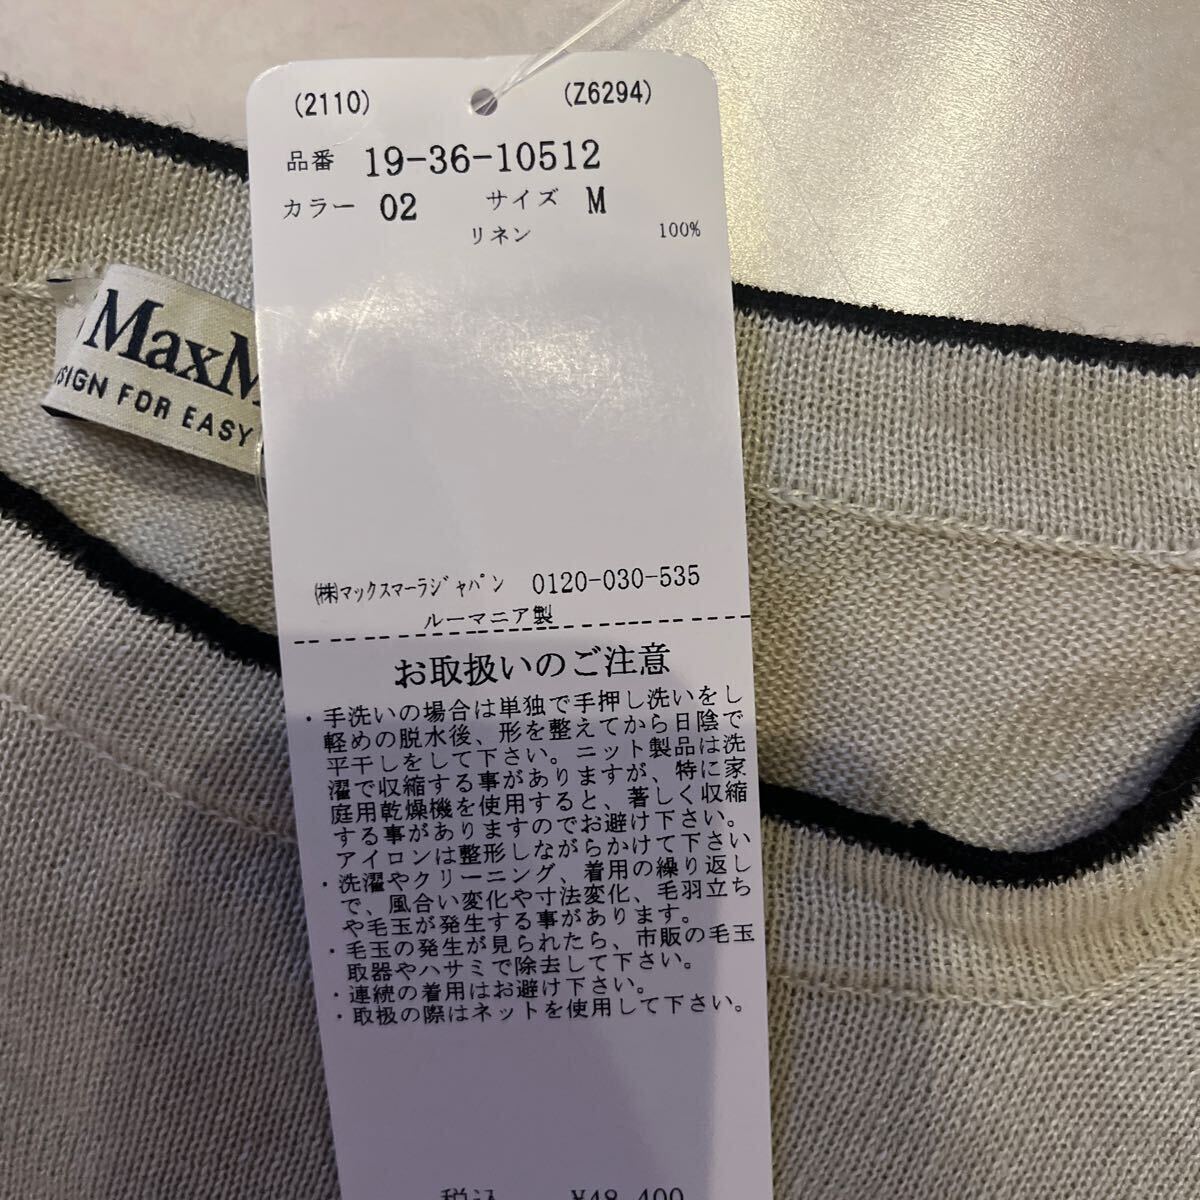 (2110) (Z6294)
品番 19-36-10512
カラー 02 サイズ M
リネン 100%
MaxM
SIGN FOR EASY
㈱マックスマーラジャパン 0120-030-535
ルーマニア製
お取扱いのご注意
・手洗いの場合は単独で手押し洗いをし
軽めの脱水後、形を整えてから日陰で
平干しをして下さい。ニット製品は洗
濯で収縮する事がありますが、特に家
庭用乾燥機を使用すると、著しく収縮
する事がありますのでお避け下さい。
アイロンは整形しながらかけて下さい
・洗濯やクリーニング、着用の繰り返し
で、風合い変化や寸法変化、毛羽立ち
や毛玉が発生する事があります。
・毛玉の発生が見られたら、市販の毛玉
取器やハサミで除去して下さい。
・連続の着用はお避け下さい。
・取扱の際はネットを使用して下さい。
税込 ¥48,400